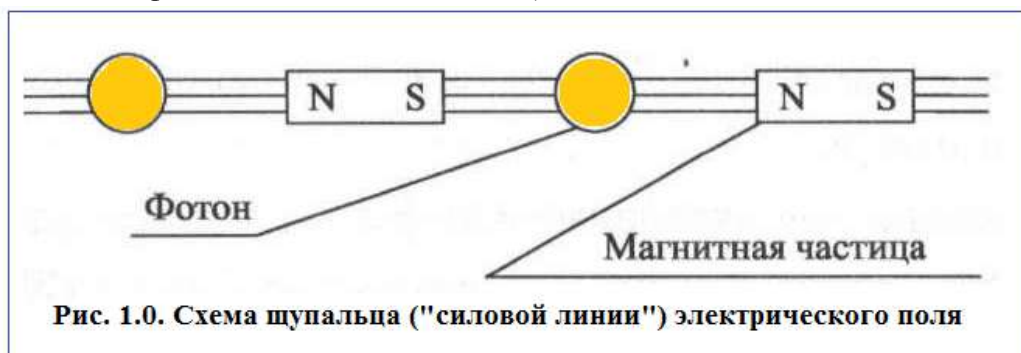 N S N S
Фотон
Магнитная частица
Рис. 1.0. Схема щупальца ("силовой линии") электрического поля